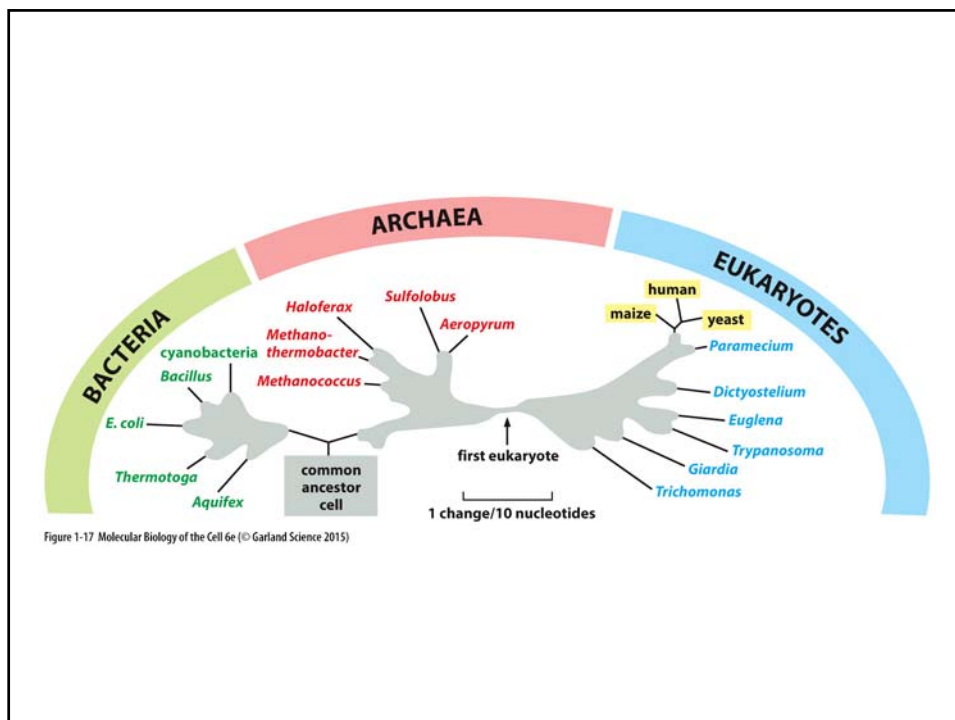 BACTERIA
ARCHAEA
EUKARYOTES
cyanobacteria
Bacillus
E. coli
Thermotoga
Aquifex
common
ancestor
cell
Haloferax
Methano-
thermobacter
Methanococcus
Sulfolobus
Aeropyrum
first eukaryote
1 change/10 nucleotides
human
maize
yeast
Paramecium
Dictyostelium
Euglena
Trypanosoma
Giardia
Trichomonas
Figure 1-17 Molecular Biology of the Cell 6e (© Garland Science 2015)